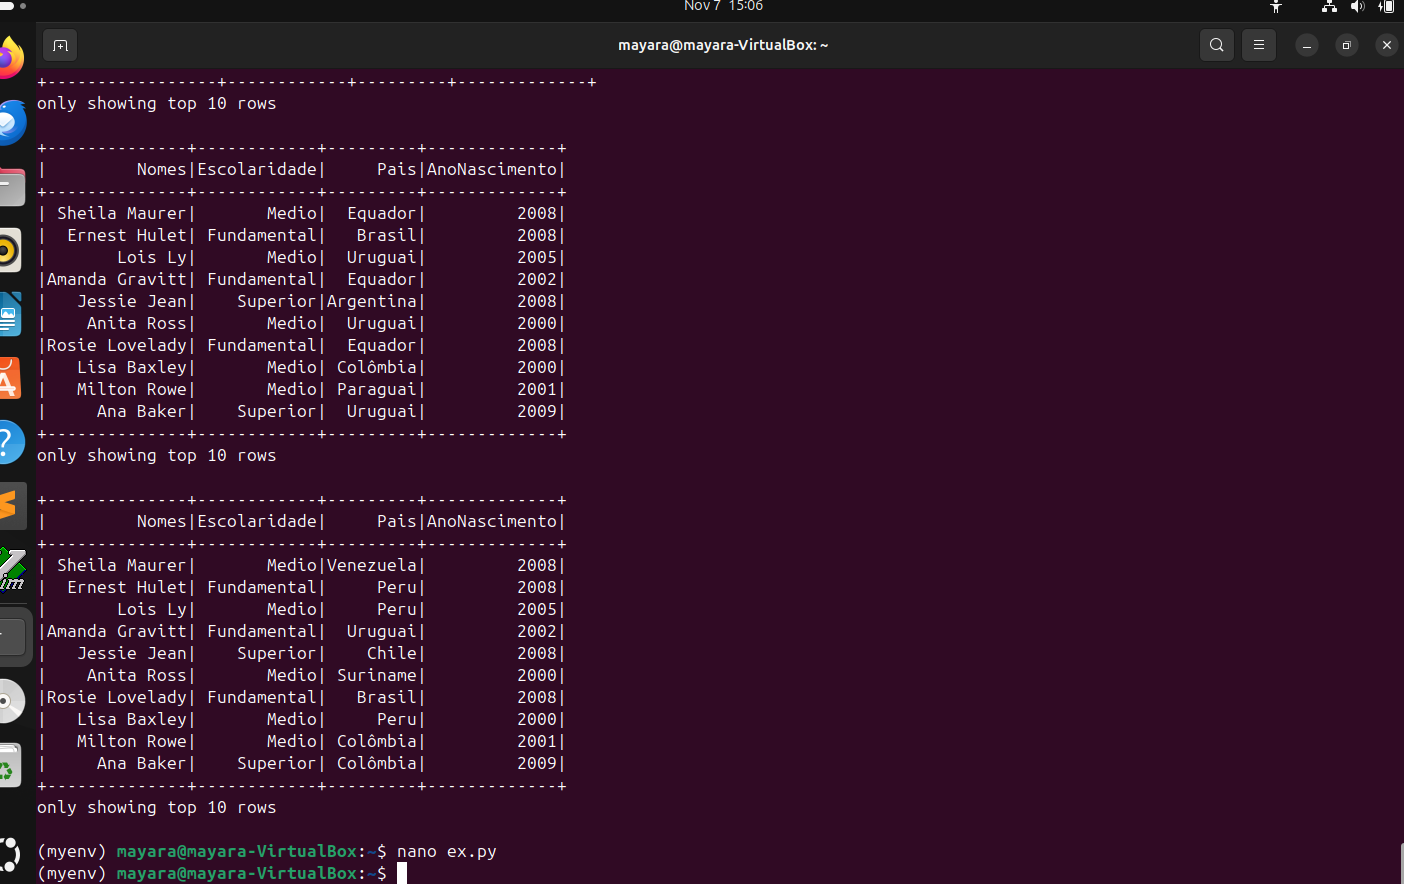 Nov 7 15:06
mayara@mayara-VirtualBox: ~
+-----------------+------------+---------+-------------+
only showing top 10 rows
+--------------+------------+---------+-------------+
|         Nomes|Escolaridade|     Pais|AnoNascimento|
+--------------+------------+---------+-------------+
| Sheila Maurer|       Medio|  Equador|         2008|
|  Ernest Hulet| Fundamental|   Brasil|         2008|
|       Lois Ly|       Medio|  Uruguai|         2005|
|Amanda Gravitt| Fundamental|  Equador|         2002|
|   Jessie Jean|    Superior|Argentina|         2008|
|    Anita Ross|       Medio|  Uruguai|         2000|
|Rosie Lovelady| Fundamental|  Equador|         2008|
|   Lisa Baxley|       Medio| Colômbia|         2000|
|   Milton Rowe|       Medio| Paraguai|         2001|
|     Ana Baker|    Superior|  Uruguai|         2009|
+--------------+------------+---------+-------------+
only showing top 10 rows
+--------------+------------+---------+-------------+
|         Nomes|Escolaridade|     Pais|AnoNascimento|
+--------------+------------+---------+-------------+
| Sheila Maurer|       Medio|Venezuela|         2008|
|  Ernest Hulet| Fundamental|     Peru|         2008|
|       Lois Ly|       Medio|     Peru|         2005|
|Amanda Gravitt| Fundamental|  Uruguai|         2002|
|   Jessie Jean|    Superior|    Chile|         2008|
|    Anita Ross|       Medio| Suriname|         2000|
|Rosie Lovelady| Fundamental|   Brasil|         2008|
|   Lisa Baxley|       Medio|     Peru|         2000|
|   Milton Rowe|       Medio| Colômbia|         2001|
|     Ana Baker|    Superior| Colômbia|         2009|
+--------------+------------+---------+-------------+
only showing top 10 rows
(myenv) mayara@mayara-VirtualBox:~$ nano ex.py
(myenv) mayara@mayara-VirtualBox:~$